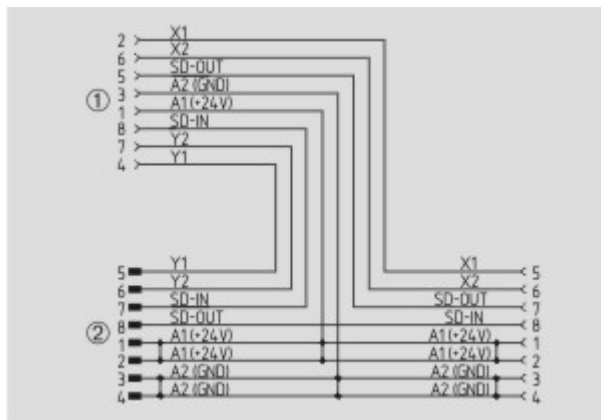 2 X1
6 X2
5 SD-OUT
① 3 A2 (GND)
1 A1(+24V)
8 SD-IN
7 Y2
4 Y1
5 Y1 X1 5
6 Y2 X2 6
7 SD-IN SD-OUT 7
8 SD-OUT SD-IN 8
② 1 A1(+24V) A1(+24V) 1
2 A1(+24V) A1(+24V) 2
3 A2 (GND) A2 (GND) 3
4 A2 (GND) A2 (GND) 4